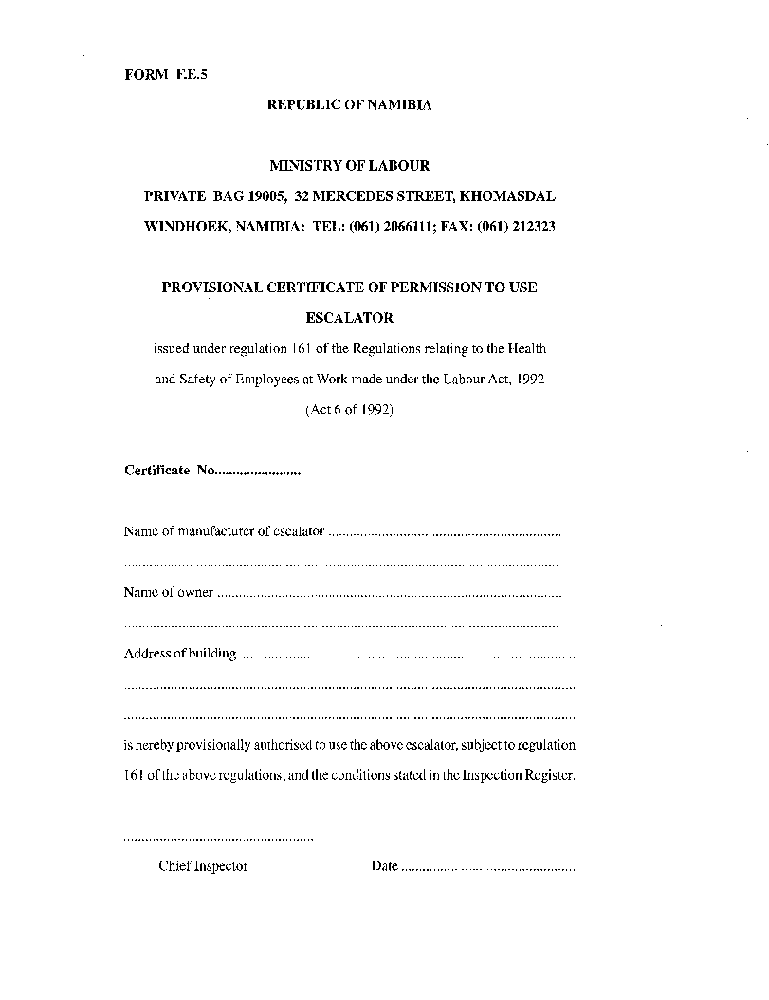 FORM F.E.5
REPUBLIC OF NAMIBIA
MINISTRY OF LABOUR
PRIVATE BAG 19005, 32 MERCEDES STREET, KHOMASDAL
WINDHOEK, NAMIBIA: TEL: (061) 2066111; FAX: (061) 212323
PROVISIONAL CERTIFICATE OF PERMISSION TO USE
ESCALATOR
issued under regulation 161 of the Regulations relating to the Health
and Safety of Employees at Work made under the Labour Act, 1992
(Act 6 of 1992)
Certificate No........................
Name of manufacturer of escalator .................................................................
..........................................................................................................................
Name of owner ................................................................................................
..........................................................................................................................
Address of building ..............................................................................................
...............................................................................................................................
...............................................................................................................................
is hereby provisionally authorised to use the above escalator, subject to regulation
161 of the above regulations, and the conditions stated in the Inspection Register.
.....................................................
Chief Inspector Date .................................................